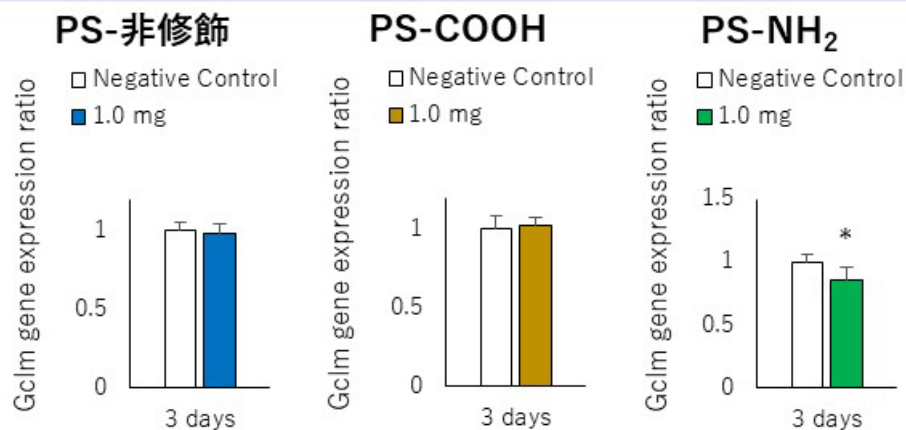 PS-非修飾
Negative Control
1.0 mg
Gclm gene expression ratio
1
0.5
0
3 days
PS-COOH
Negative Control
1.0 mg
Gclm gene expression ratio
1
0.5
0
3 days
PS-NH₂
Negative Control
1.0 mg
Gclm gene expression ratio
1.5
1
0.5
0
*
3 days